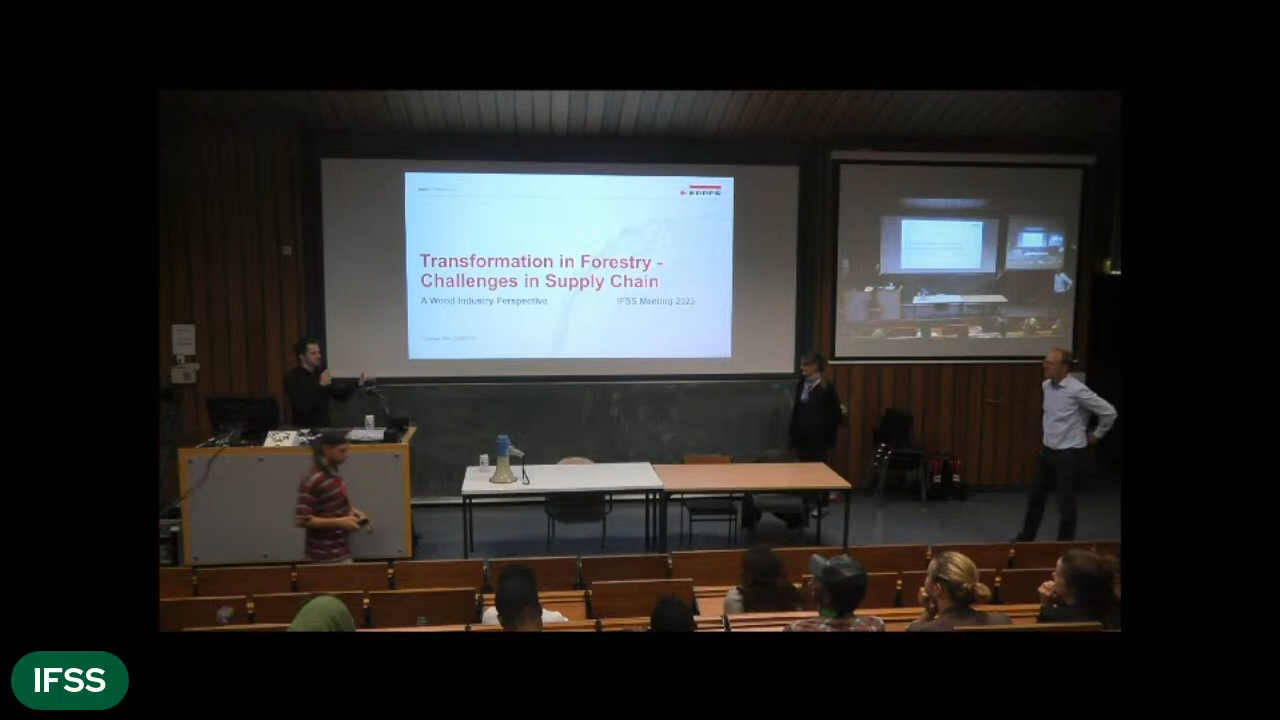 Transformation in Forestry -
Challenges in Supply Chain
A Wood Industry Perspective IFSS Meeting 2023
IFSS